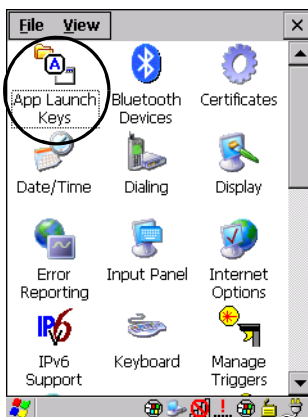 File View
App Launch Bluetooth Certificates
Keys Devices
Date/Time Dialing Display
Error Input Panel Internet
Reporting Options
IPv6
IPv6 Keyboard Manage
Support Triggers